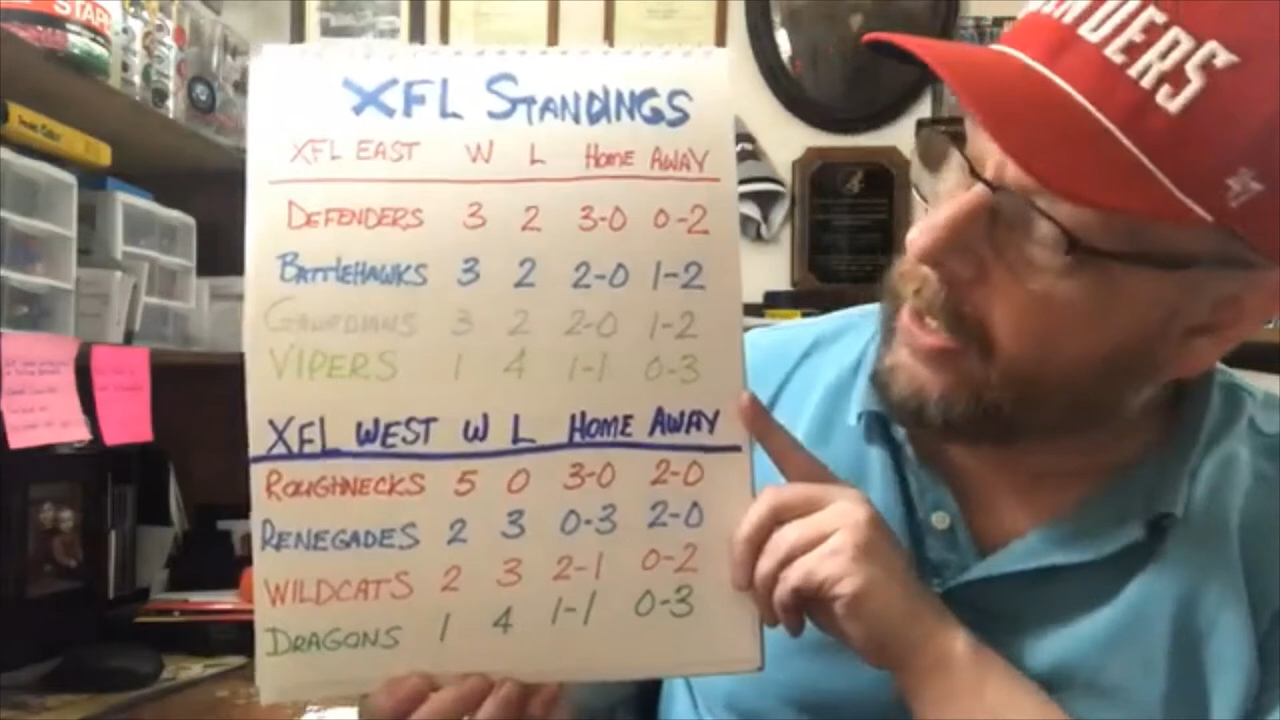 XFL STANDINGS
XFL EAST W L HOME AWAY
DEFENDERS 3 2 3-0 0-2
BATTLEHAWKS 3 2 2-0 1-2
GAURDIANS 3 2 2-0 1-2
VIPERS 1 4 1-1 0-3
XFL WEST W L HOME AWAY
ROUGHNECKS 5 0 3-0 2-0
RENEGADES 2 3 0-3 2-0
WILDCATS 2 3 2-1 0-2
DRAGONS 1 4 1-1 0-3